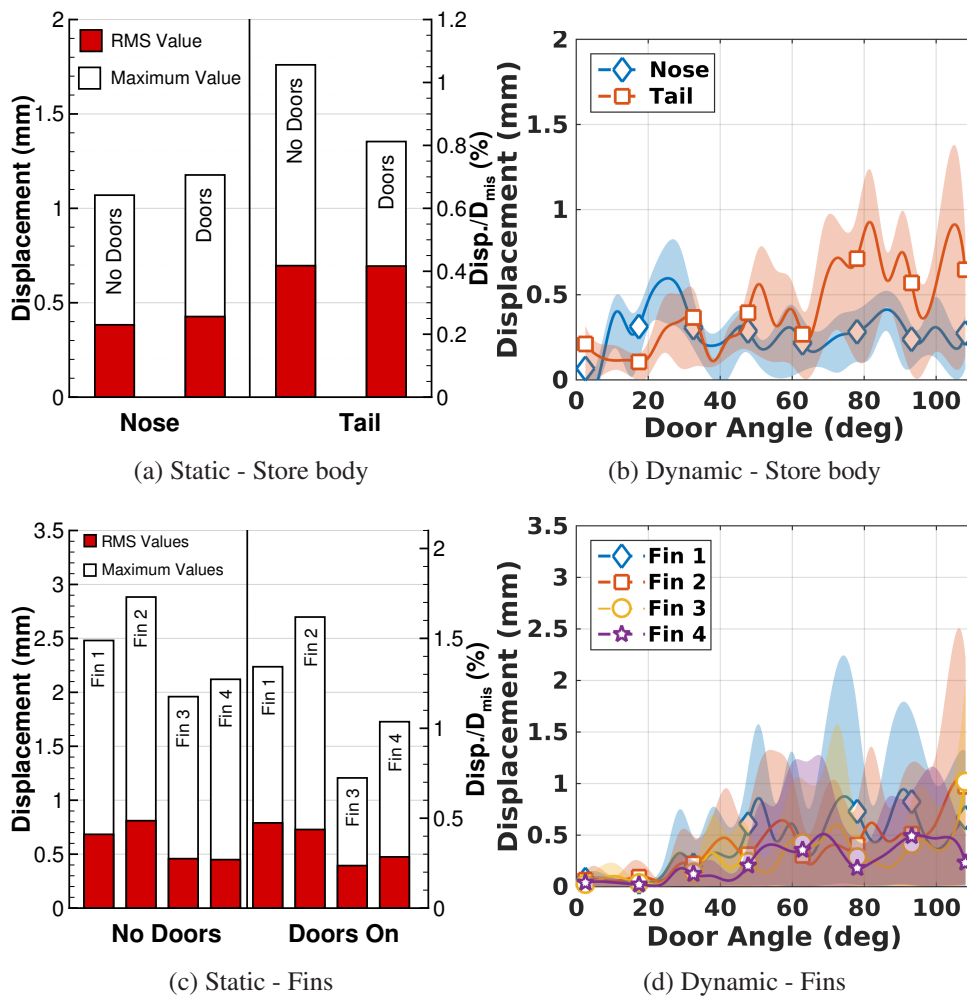 RMS Value
Maximum Value
No Doors
Doors
No Doors
Doors
Displacement (mm)
0
0.5
1
1.5
2
Disp./D_mis (%)
0
0.2
0.4
0.6
0.8
1
1.2
Nose
Tail
(a) Static - Store body
Nose
Tail
Displacement (mm)
0
0.5
1
1.5
2
0
20
40
60
80
100
Door Angle (deg)
(b) Dynamic - Store body
RMS Values
Maximum Values
Fin 1
Fin 2
Fin 3
Fin 4
Fin 1
Fin 2
Fin 3
Fin 4
Displacement (mm)
0
0.5
1
1.5
2
2.5
3
3.5
Disp./D_mis (%)
0
0.5
1
1.5
2
No Doors
Doors On
(c) Static - Fins
Fin 1
Fin 2
Fin 3
Fin 4
Displacement (mm)
0
0.5
1
1.5
2
2.5
3
3.5
0
20
40
60
80
100
Door Angle (deg)
(d) Dynamic - Fins